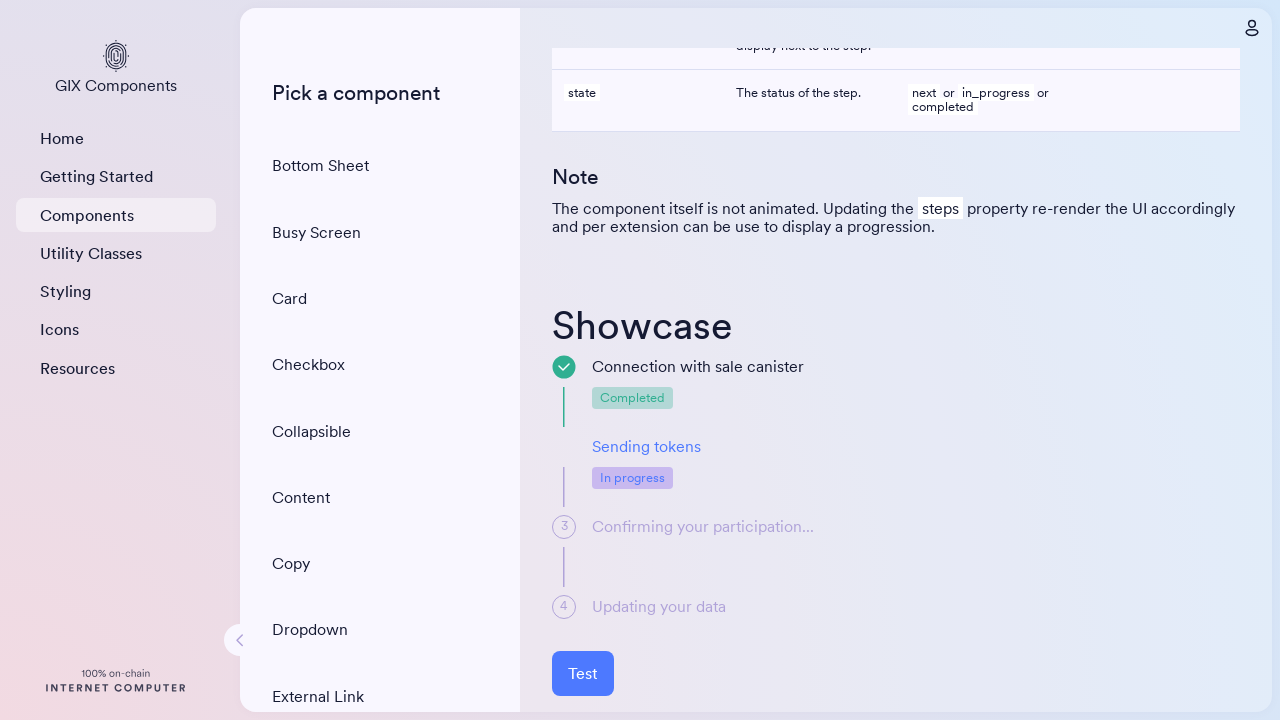 GIX Components
Home
Getting Started
Components
Utility Classes
Styling
Icons
Resources
100% on-chain
INTERNET COMPUTER
Pick a component
Bottom Sheet
Busy Screen
Card
Checkbox
Collapsible
Content
Copy
Dropdown
External Link
display next to the step.
state The status of the step. next or in_progress or
completed
Note
The component itself is not animated. Updating the steps property re-render the UI accordingly
and per extension can be use to display a progression.
Showcase
Connection with sale canister
Completed
Sending tokens
In progress
3 Confirming your participation...
4 Updating your data
Test